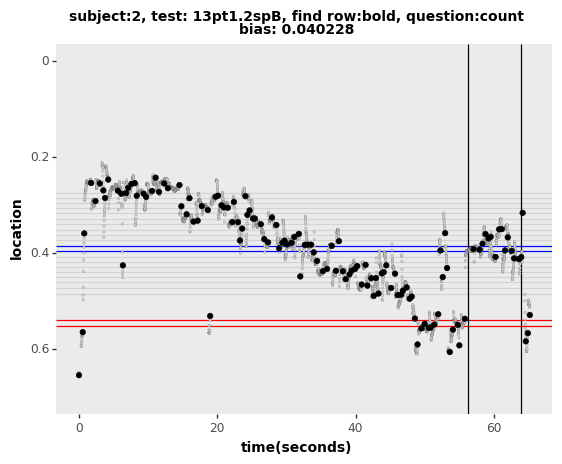 subject:2, test: 13pt1.2spB, find row:bold, question:count
bias: 0.040228
0
0.2
0.4
0.6
location
0
20
40
60
time(seconds)